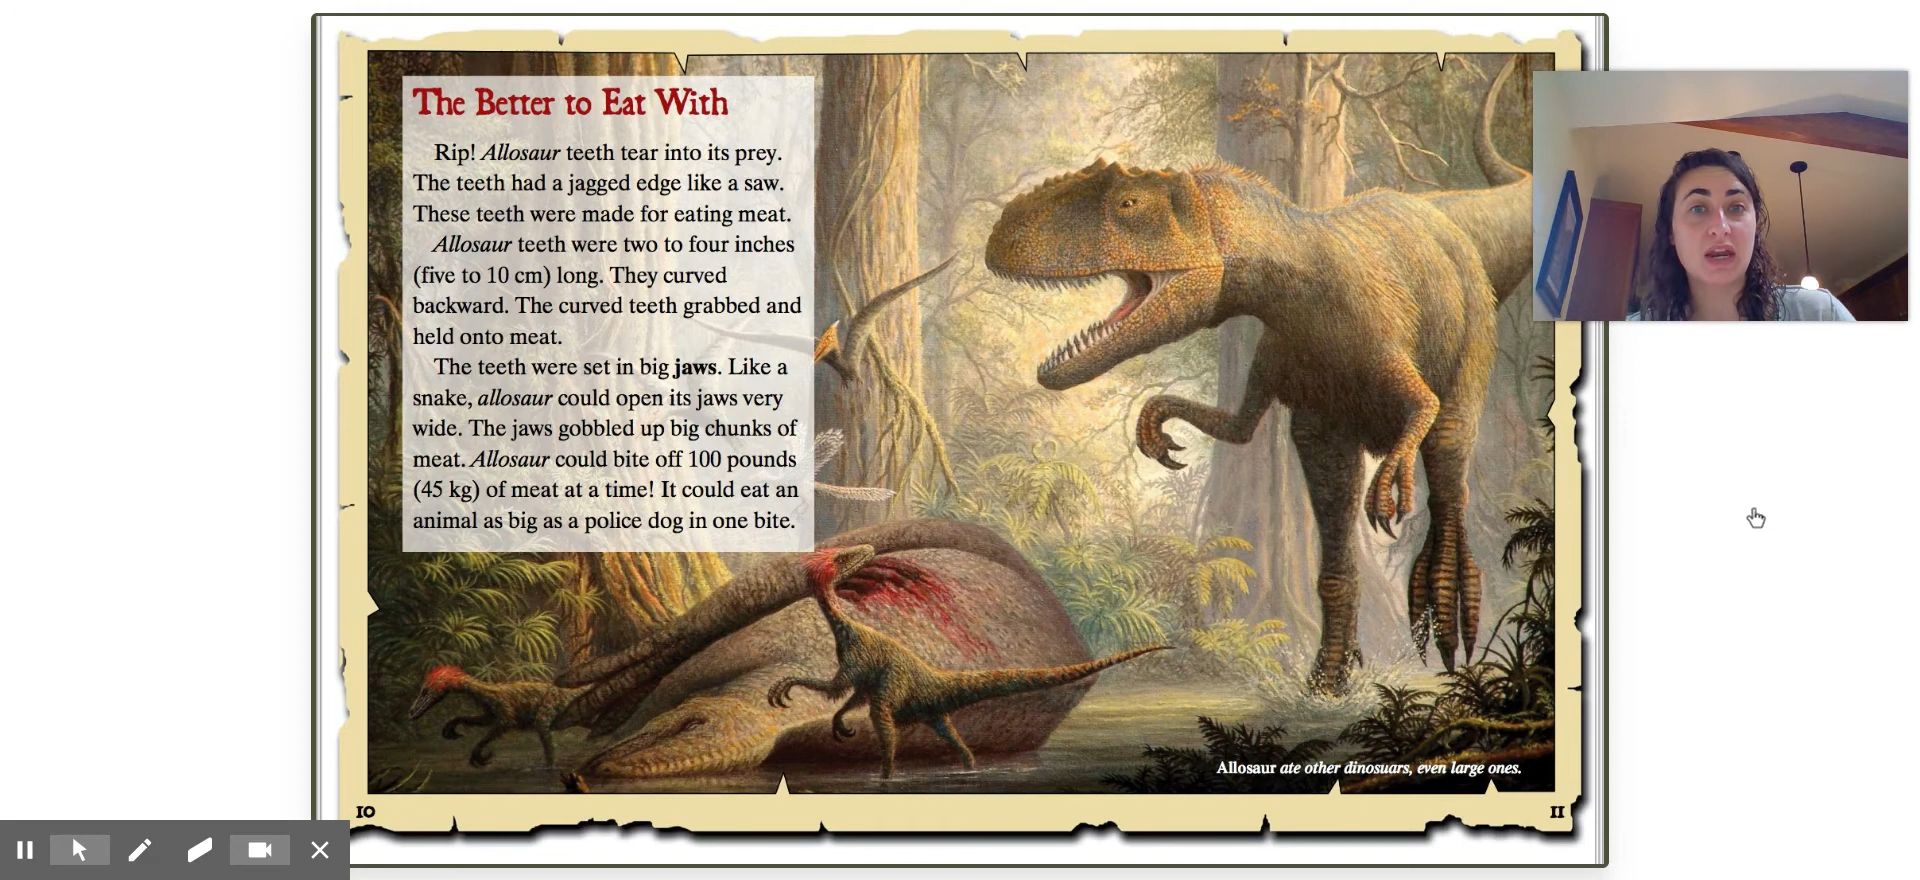 The Better to Eat With
Rip! Allosaur teeth tear into its prey.
The teeth had a jagged edge like a saw.
These teeth were made for eating meat.
Allosaur teeth were two to four inches
(five to 10 cm) long. They curved
backward. The curved teeth grabbed and
held onto meat.
The teeth were set in big jaws. Like a
snake, allosaur could open its jaws very
wide. The jaws gobbled up big chunks of
meat. Allosaur could bite off 100 pounds
(45 kg) of meat at a time! It could eat an
animal as big as a police dog in one bite.
Allosaur ate other dinosuars, even large ones.
10
11